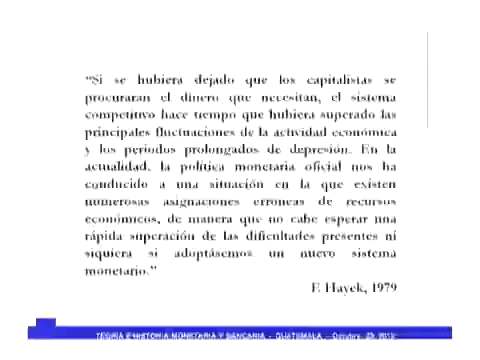 “Si se hubiera dejado que los capitalistas se
procuraran el dinero que necesitan, el sistema
competitivo hace tiempo que hubiera superado las
principales fluctuaciones de la actividad económica
y los períodos prolongados de depresión. En la
actualidad, la política monetaria oficial nos ha
conducido a una situación en la que existen
numerosas asignaciones erróneas de recursos
económicos, de manera que no cabe esperar una
rápida superación de las dificultades presentes ni
siquiera si adoptásemos un nuevo sistema
monetario.”
F. Hayek, 1979
TEORÍA E HISTORIA MONETARIA Y BANCARIA - GUATEMALA - Octubre